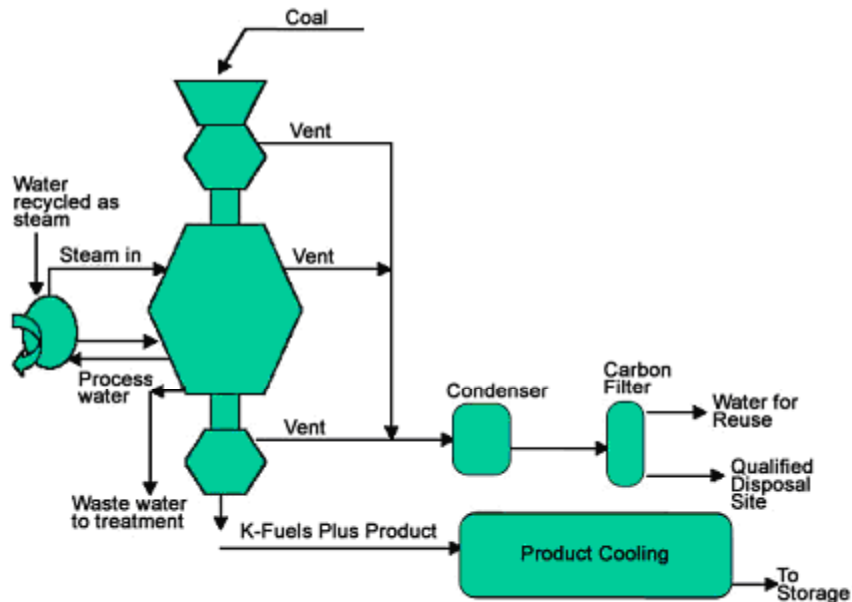 Coal
Vent
Water
recycled as
steam
Steam in
Vent
Process
water
Condenser
Carbon
Filter
Water for
Reuse
Vent
Qualified
Disposal
Site
Waste water
to treatment
K-Fuels Plus Product
Product Cooling
To
Storage